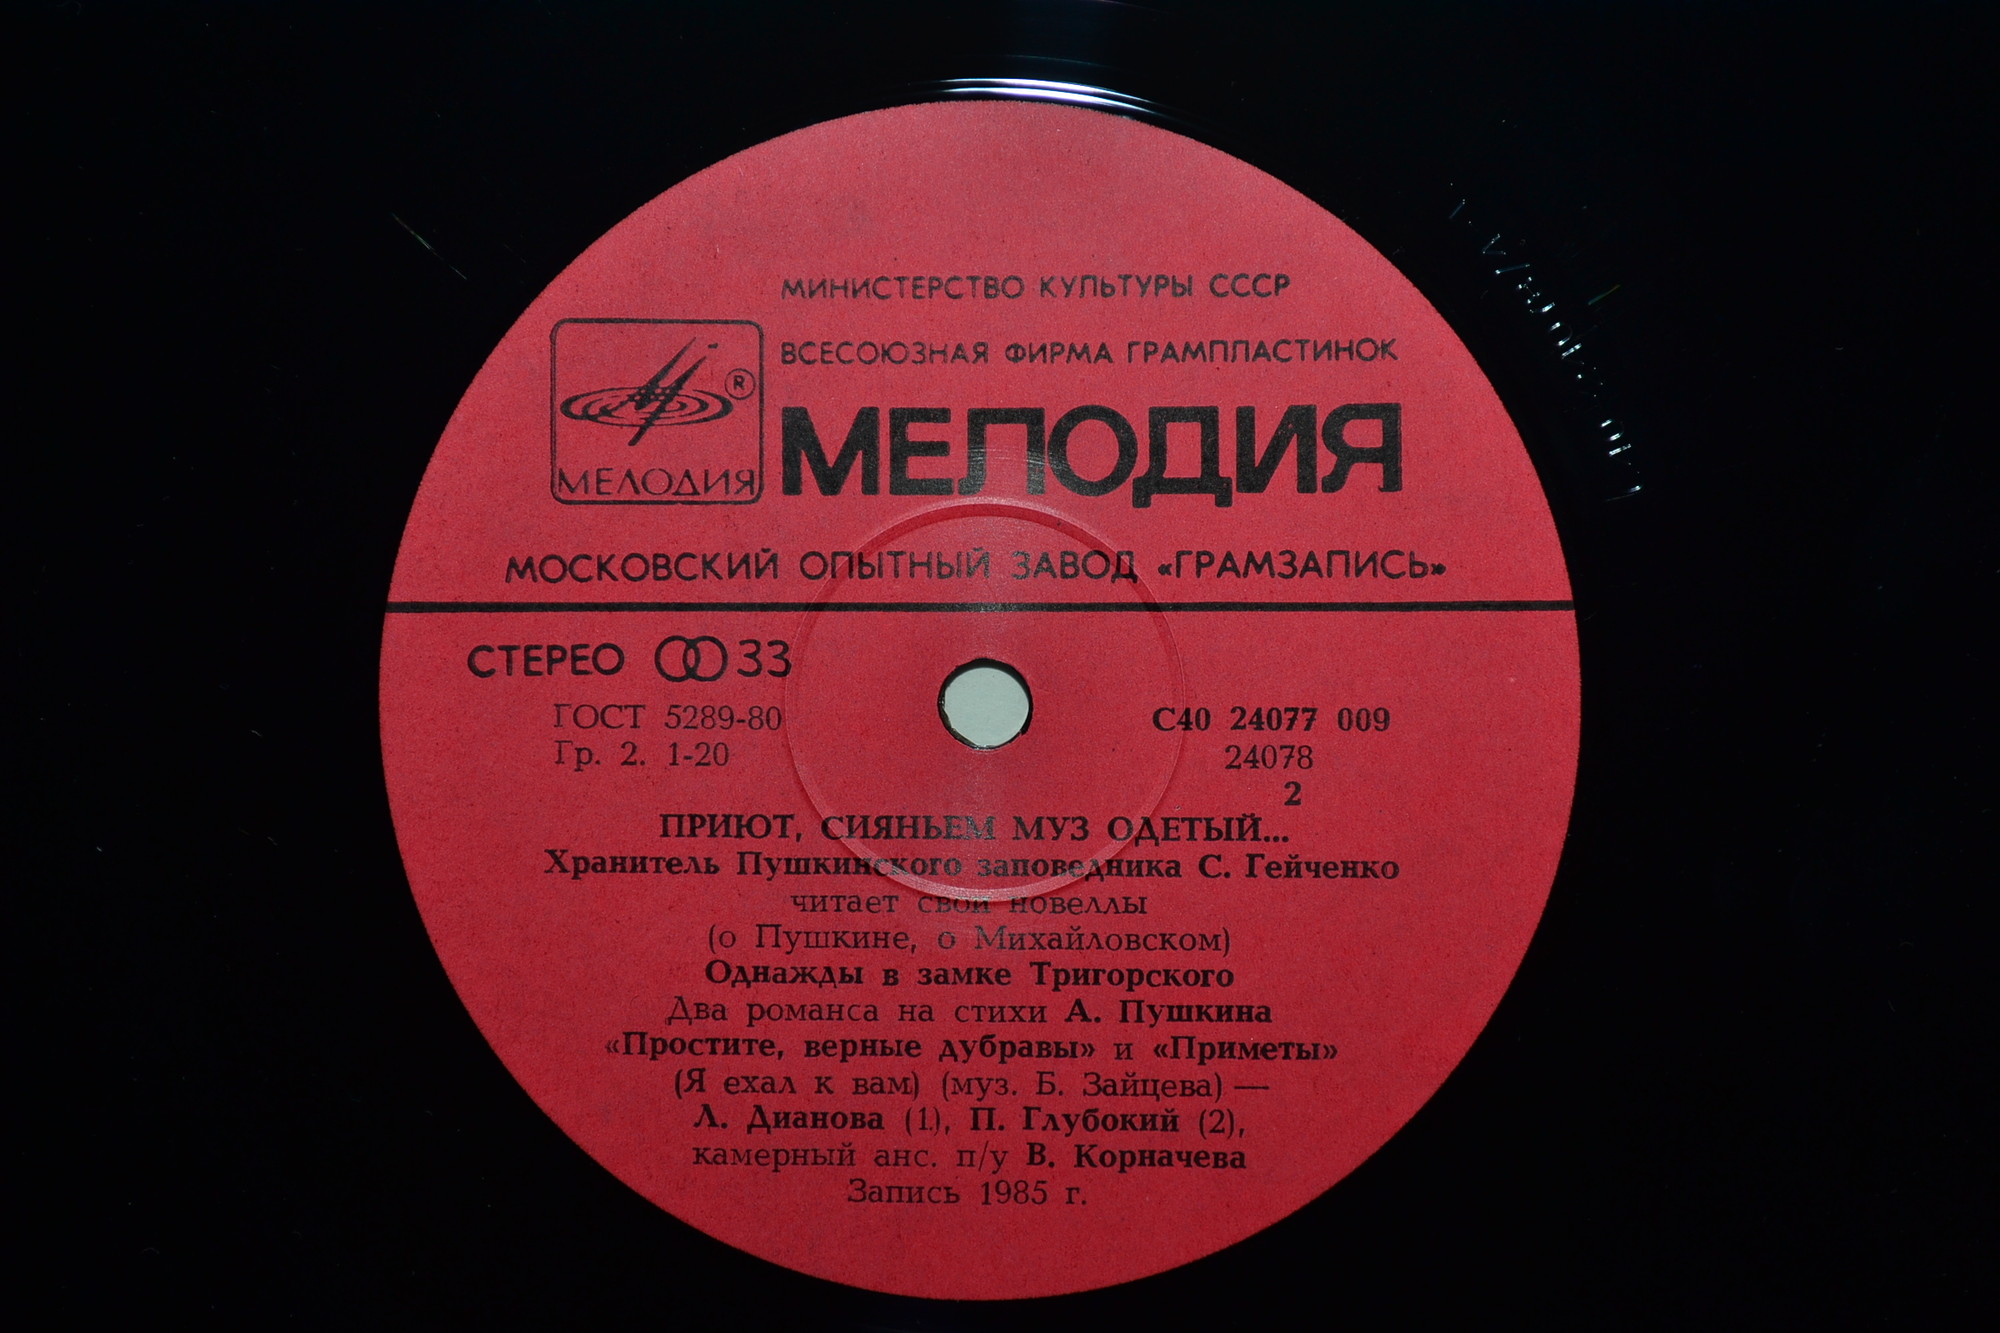 МИНИСТЕРСТВО КУЛЬТУРЫ СССР
ВСЕСОЮЗНАЯ ФИРМА ГРАМПЛАСТИНОК
МЕЛОДИЯ ®
МЕЛОДИЯ
МОСКОВСКИЙ ОПЫТНЫЙ ЗАВОД «ГРАМЗАПИСЬ»
СТЕРЕО 33
ГОСТ 5289-80 С40 24077 009
Гр. 2. 1-20 24078
2
ПРИЮТ, СИЯНЬЕМ МУЗ ОДЕТЫЙ...
Хранитель Пушкинского заповедника С. Гейченко
читает свои новеллы
(о Пушкине, о Михайловском)
Однажды в замке Тригорского
Два романса на стихи А. Пушкина
«Простите, верные дубравы» и «Приметы»
(Я ехал к вам) (муз. Б. Зайцева) —
Л. Дианова (1.), П. Глубокий (2),
камерный анс. п/у В. Корначева
Запись 1985 г.